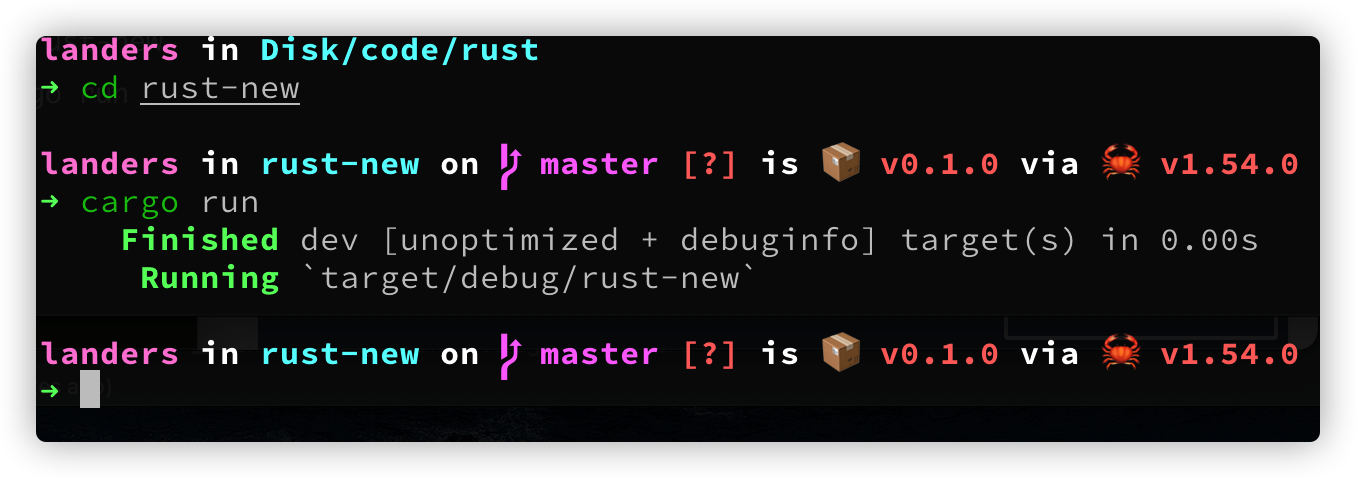 landers in Disk/code/rust
➜ cd rust-new
landers in rust-new on master [?] is 📦 v0.1.0 via 🦀 v1.54.0
➜ cargo run
Finished dev [unoptimized + debuginfo] target(s) in 0.00s
Running `target/debug/rust-new`
landers in rust-new on master [?] is 📦 v0.1.0 via 🦀 v1.54.0
➜